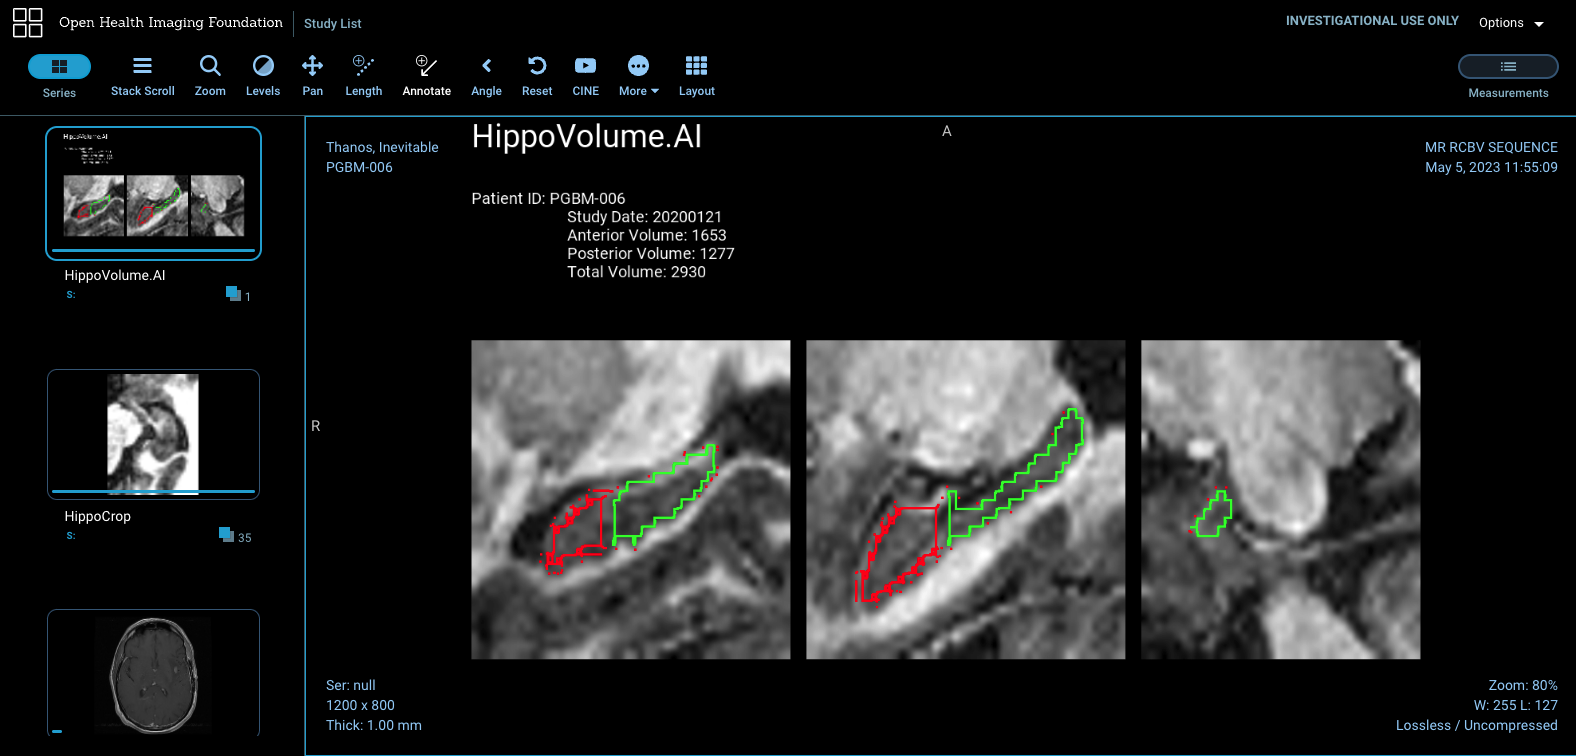 Open Health Imaging Foundation
Study List
INVESTIGATIONAL USE ONLY
Options
Series
Stack Scroll
Zoom
Levels
Pan
Length
Annotate
Angle
Reset
CINE
More
Layout
Measurements
HippoVolume.AI
S:
1
HippoCrop
S:
35
Thanos, Inevitable
PGBM-006
HippoVolume.AI
A
MR RCBV SEQUENCE
May 5, 2023 11:55:09
Patient ID: PGBM-006
Study Date: 20200121
Anterior Volume: 1653
Posterior Volume: 1277
Total Volume: 2930
R
Ser: null
1200 x 800
Thick: 1.00 mm
Zoom: 80%
W: 255 L: 127
Lossless / Uncompressed